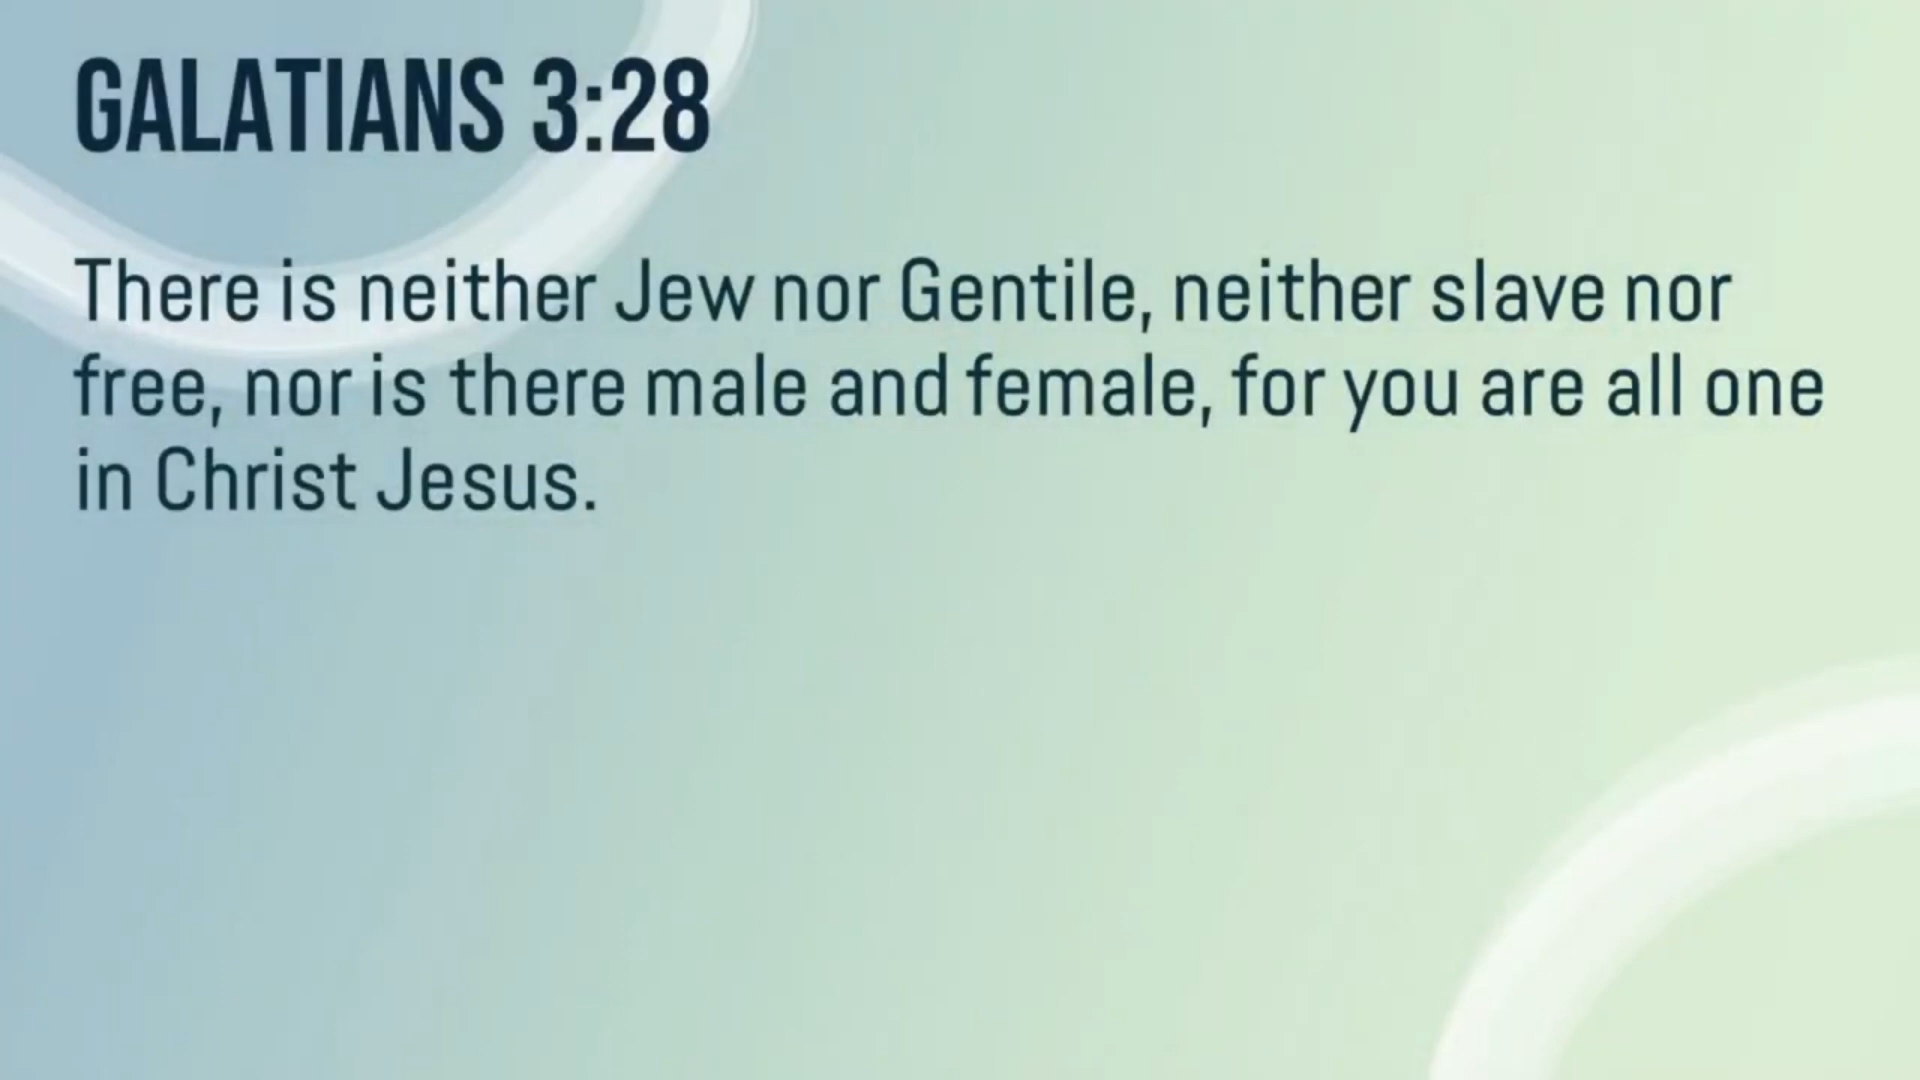 GALATIANS 3:28
There is neither Jew nor Gentile, neither slave nor
free, nor is there male and female, for you are all one
in Christ Jesus.